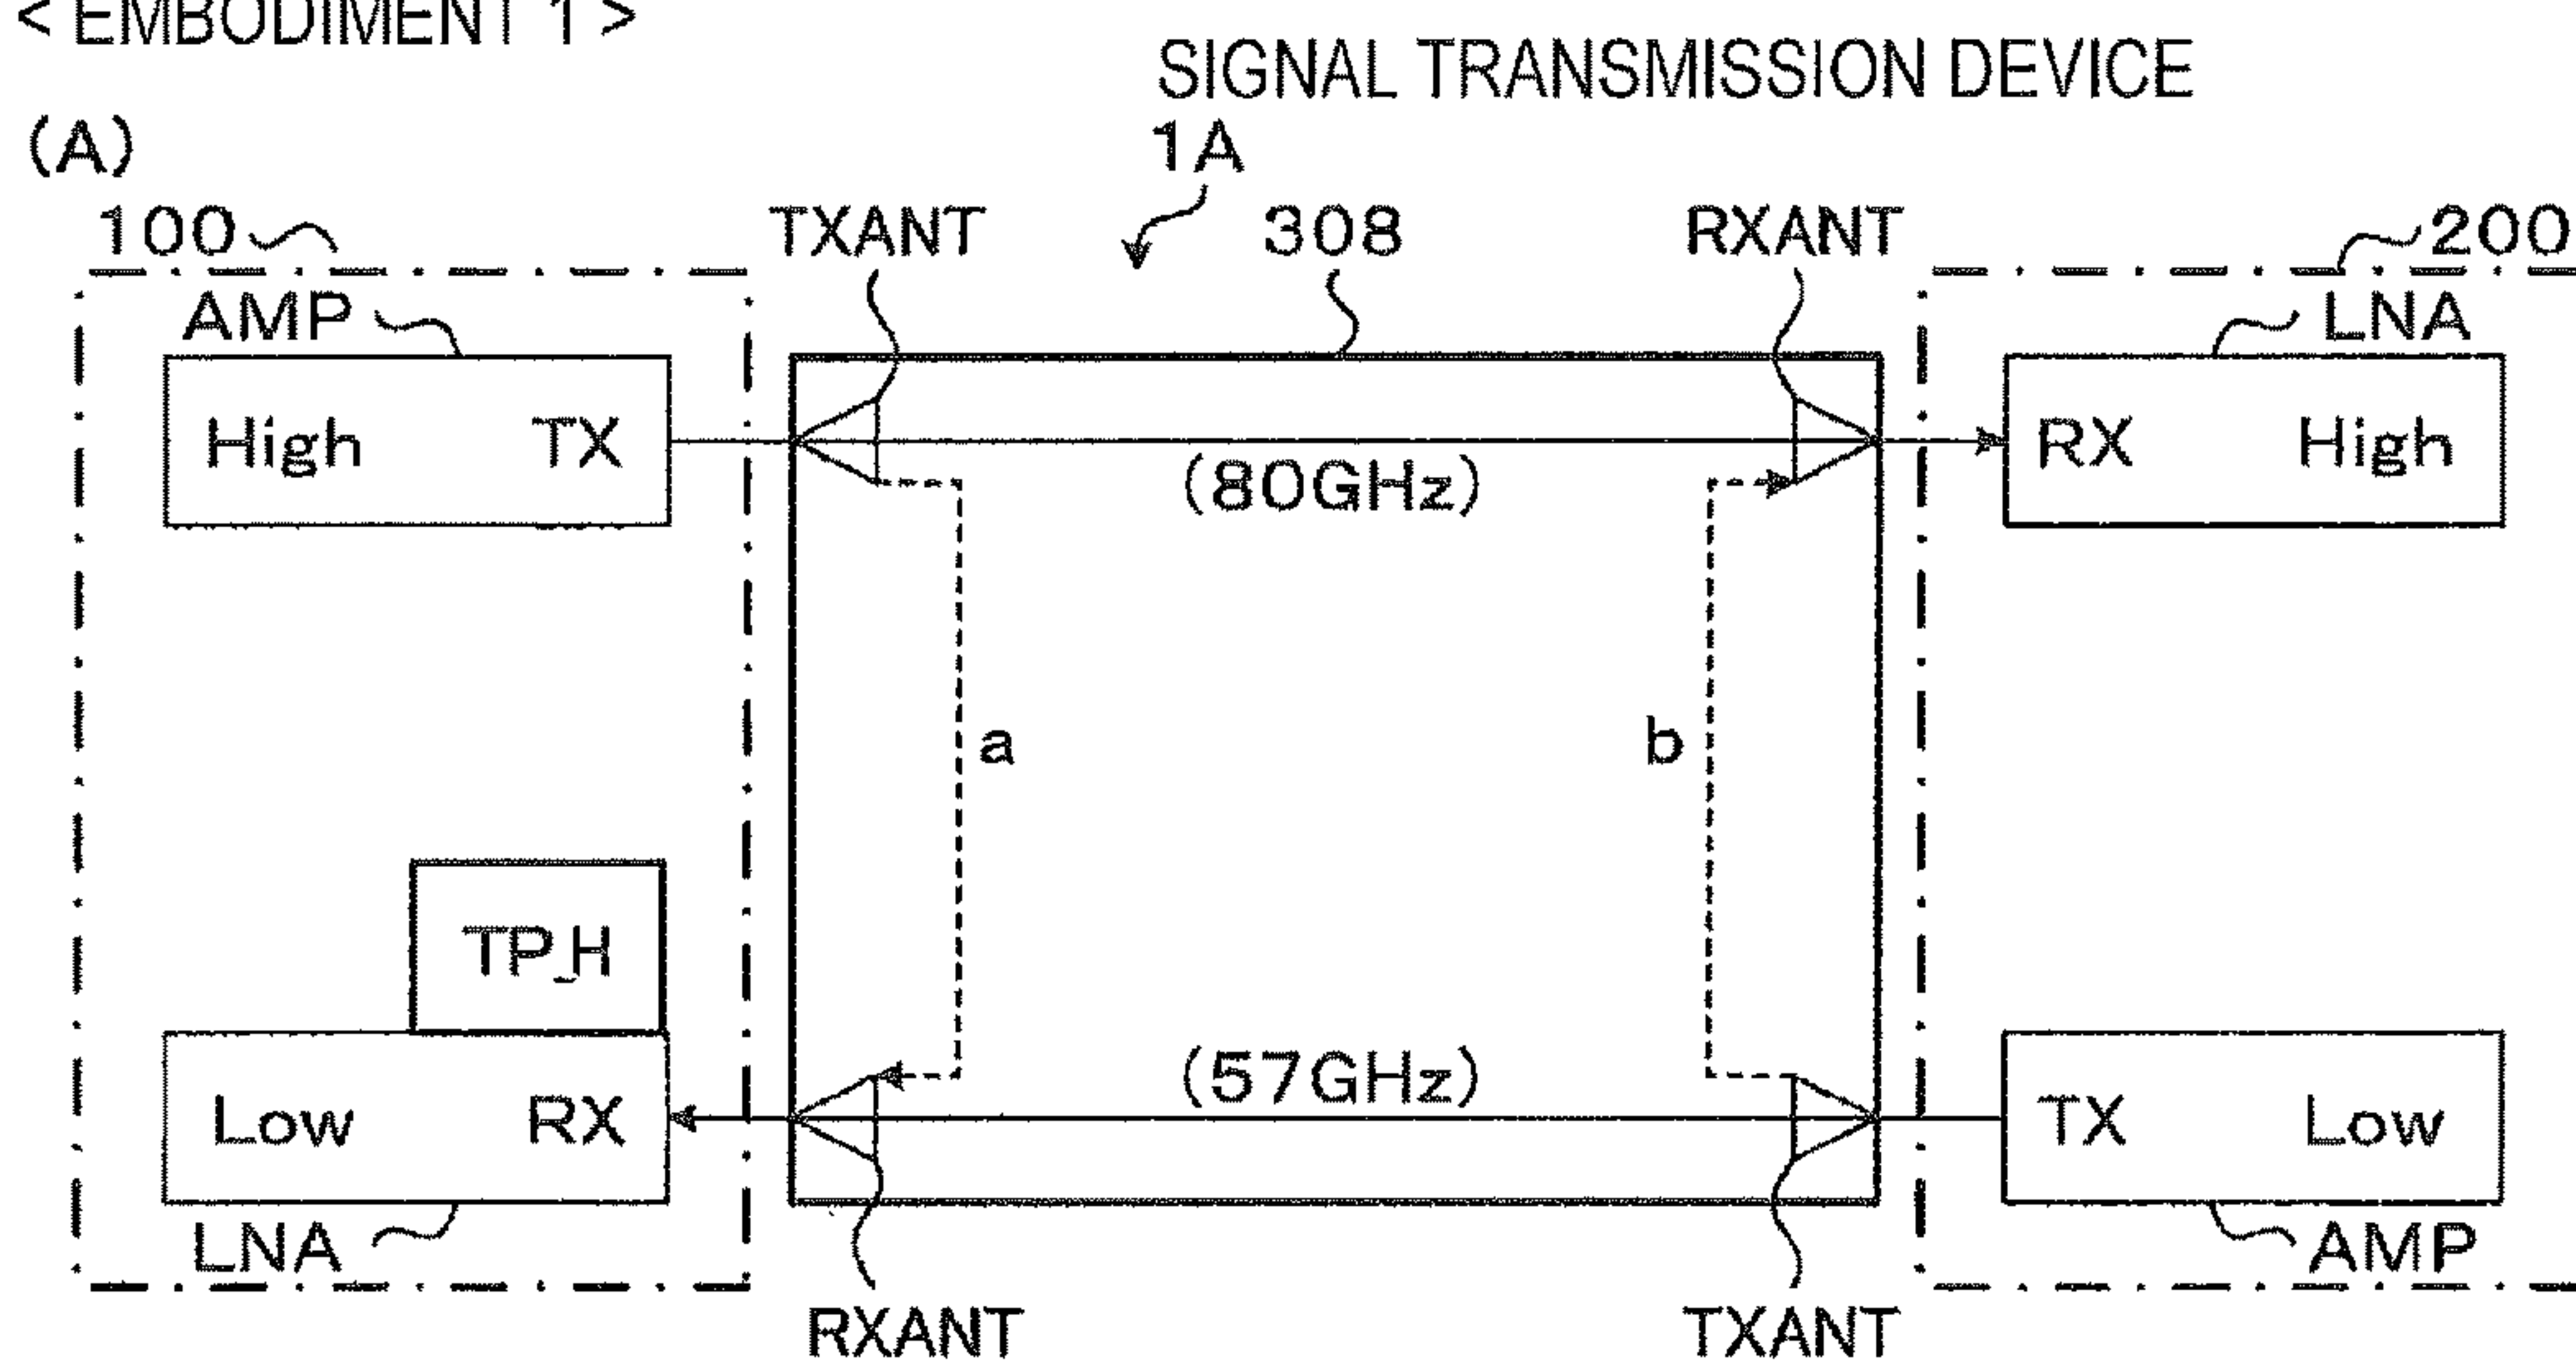 < EMBODIMENT 1 >
SIGNAL TRANSMISSION DEVICE
(A)
1A
100
TXANT
308
RXANT
200
AMP
LNA
High TX
(80GHz)
RX High
a
b
TP_H
(57GHz)
Low RX
TX Low
LNA
AMP
RXANT
TXANT